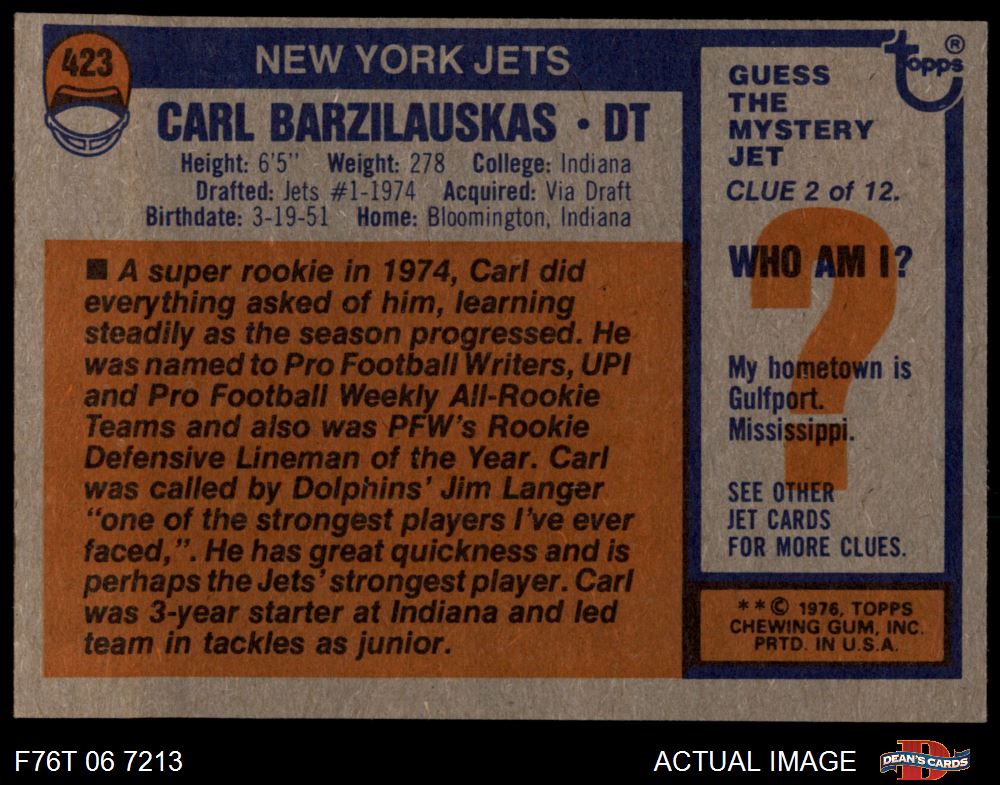 423
NEW YORK JETS
CARL BARZILAUSKAS • DT
Height: 6'5" Weight: 278 College: Indiana
Drafted: Jets #1-1974 Acquired: Via Draft
Birthdate: 3-19-51 Home: Bloomington, Indiana
■ A super rookie in 1974, Carl did
everything asked of him, learning
steadily as the season progressed. He
was named to Pro Football Writers, UPI
and Pro Football Weekly All-Rookie
Teams and also was PFW's Rookie
Defensive Lineman of the Year. Carl
was called by Dolphins' Jim Langer
"one of the strongest players I've ever
faced,". He has great quickness and is
perhaps the Jets' strongest player. Carl
was 3-year starter at Indiana and led
team in tackles as junior.
topps ®
GUESS
THE
MYSTERY
JET
CLUE 2 of 12.
?
WHO AM I?
My hometown is
Gulfport.
Mississippi.
SEE OTHER
JET CARDS
FOR MORE CLUES.
**© 1976, TOPPS
CHEWING GUM, INC.
PRTD. IN U.S.A.
F76T 06 7213
ACTUAL IMAGE
D
DEAN'S CARDS